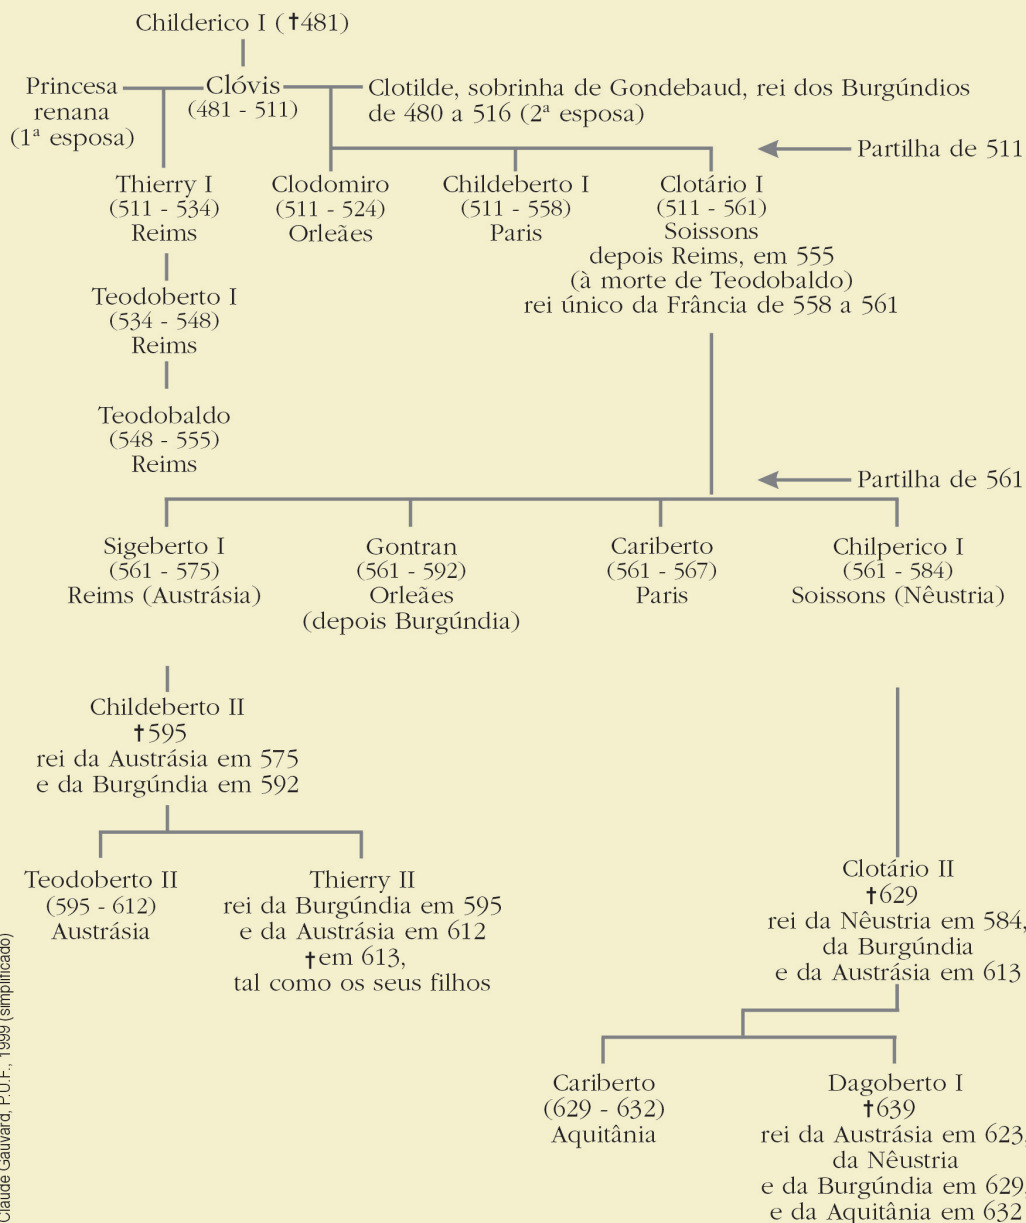 Childerico I (✝481)
Princesa
renana
(1ª esposa)
Clóvis
(481 - 511)
Clotilde, sobrinha de Gondebaud, rei dos Burgúndios
de 480 a 516 (2ª esposa)
Partilha de 511
Thierry I
(511 - 534)
Reims
Clodomiro
(511 - 524)
Orleães
Childeberto I
(511 - 558)
Paris
Clotário I
(511 - 561)
Soissons
depois Reims, em 555
(à morte de Teodobaldo)
rei único da Frância de 558 a 561
Teodoberto I
(534 - 548)
Reims
Teodobaldo
(548 - 555)
Reims
Partilha de 561
Sigeberto I
(561 - 575)
Reims (Austrásia)
Gontran
(561 - 592)
Orleães
(depois Burgúndia)
Cariberto
(561 - 567)
Paris
Chilperico I
(561 - 584)
Soissons (Nêustria)
Childeberto II
✝595
rei da Austrásia em 575
e da Burgúndia em 592
Teodoberto II
(595 - 612)
Austrásia
Thierry II
rei da Burgúndia em 595
e da Austrásia em 612
✝em 613,
tal como os seus filhos
Clotário II
✝629
rei da Nêustria em 584,
da Burgúndia
e da Austrásia em 613
Cariberto
(629 - 632)
Aquitânia
Dagoberto I
✝639
rei da Austrásia em 623,
da Nêustria
e da Burgúndia em 629,
e da Aquitânia em 632
Claude Gauvard, P.U.F., 1999 (simplificado)